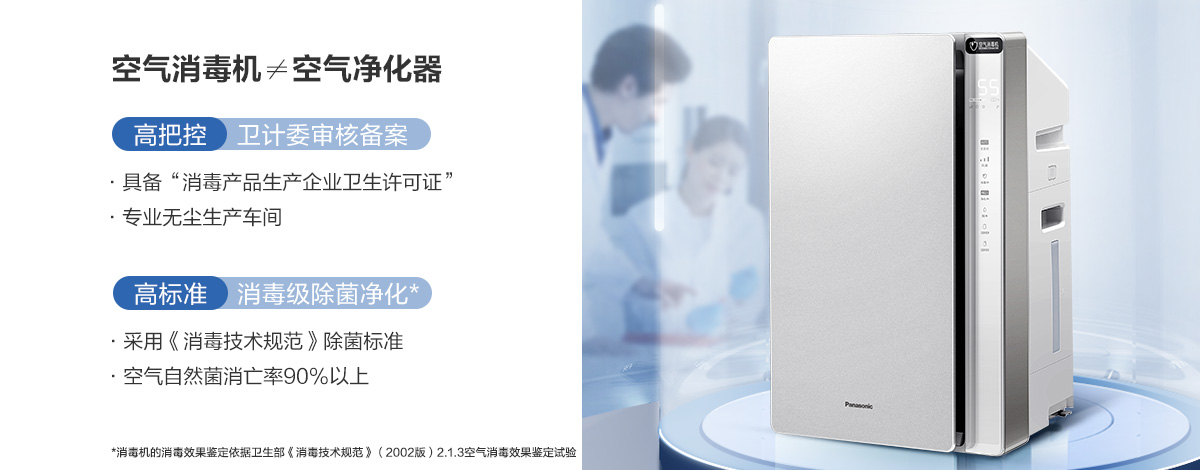 空气消毒机≠空气净化器
高把控 卫计委审核备案
· 具备“消毒产品生产企业卫生许可证”
· 专业无尘生产车间
高标准 消毒级除菌净化*
· 采用《消毒技术规范》除菌标准
· 空气自然菌消亡率90%以上
*消毒机的消毒效果鉴定依据卫生部《消毒技术规范》（2002版）2.1.3空气消毒效果鉴定试验
空气消毒机
55
Panasonic